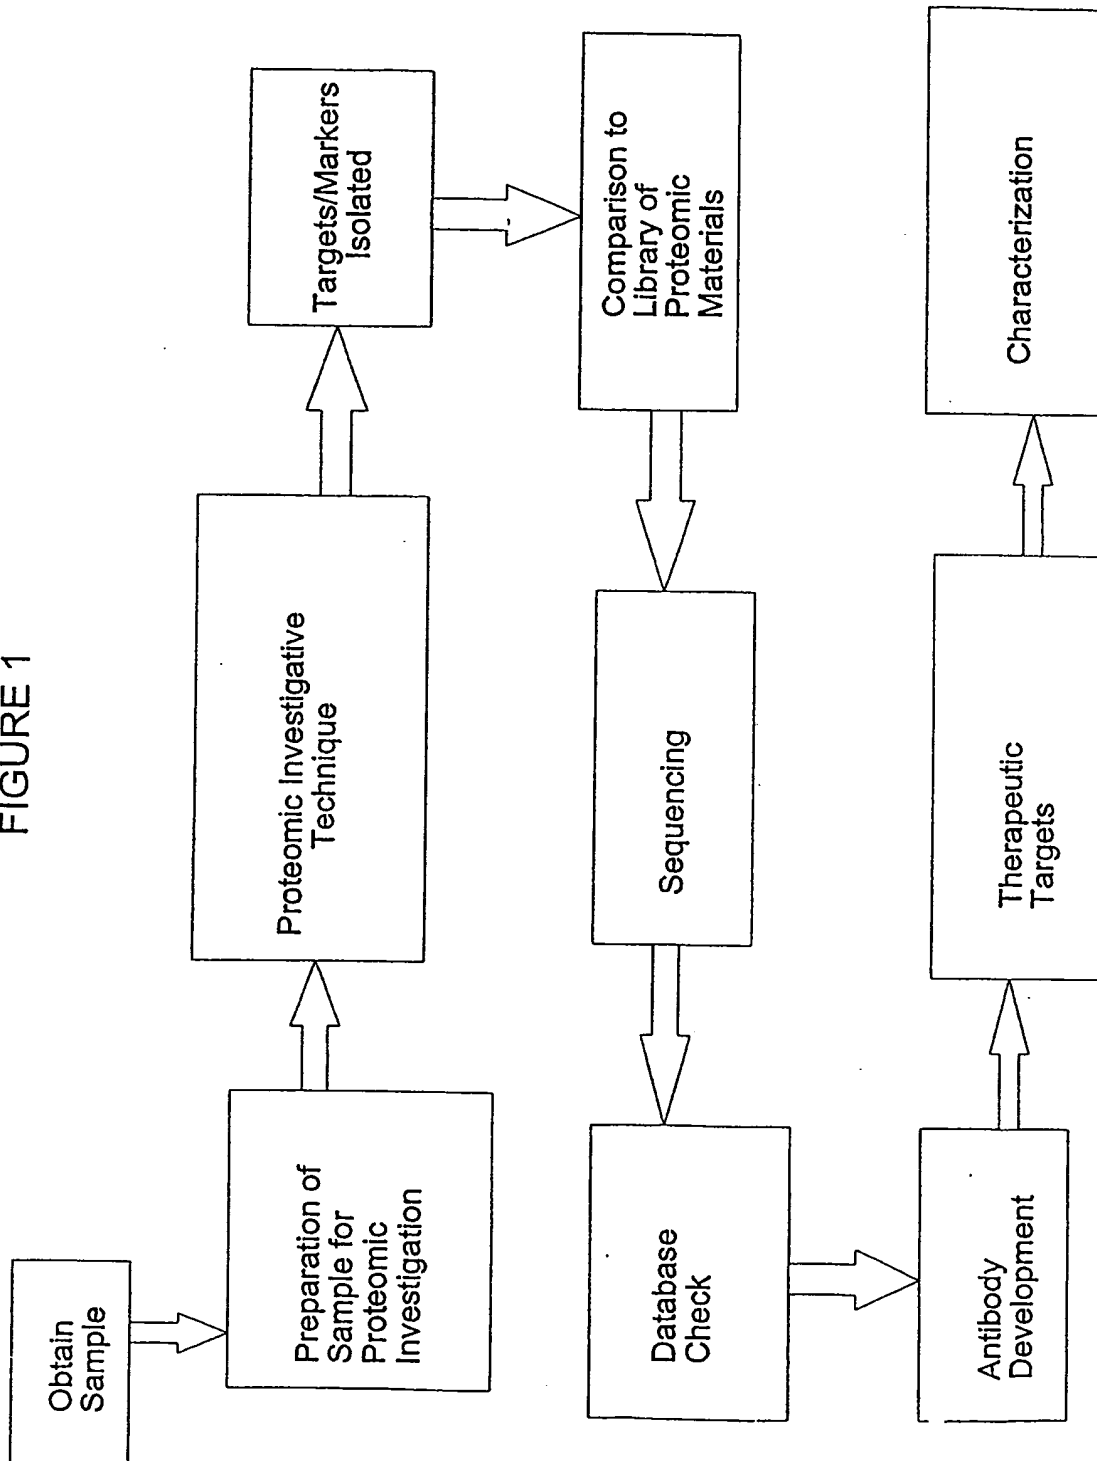 FIGURE 1
Obtain
Sample
Preparation of
Sample for
Proteomic
Investigation
Proteomic Investigative
Technique
Targets/Markers
Isolated
Comparison to
Library of
Proteomic
Materials
Sequencing
Database
Check
Antibody
Development
Therapeutic
Targets
Characterization